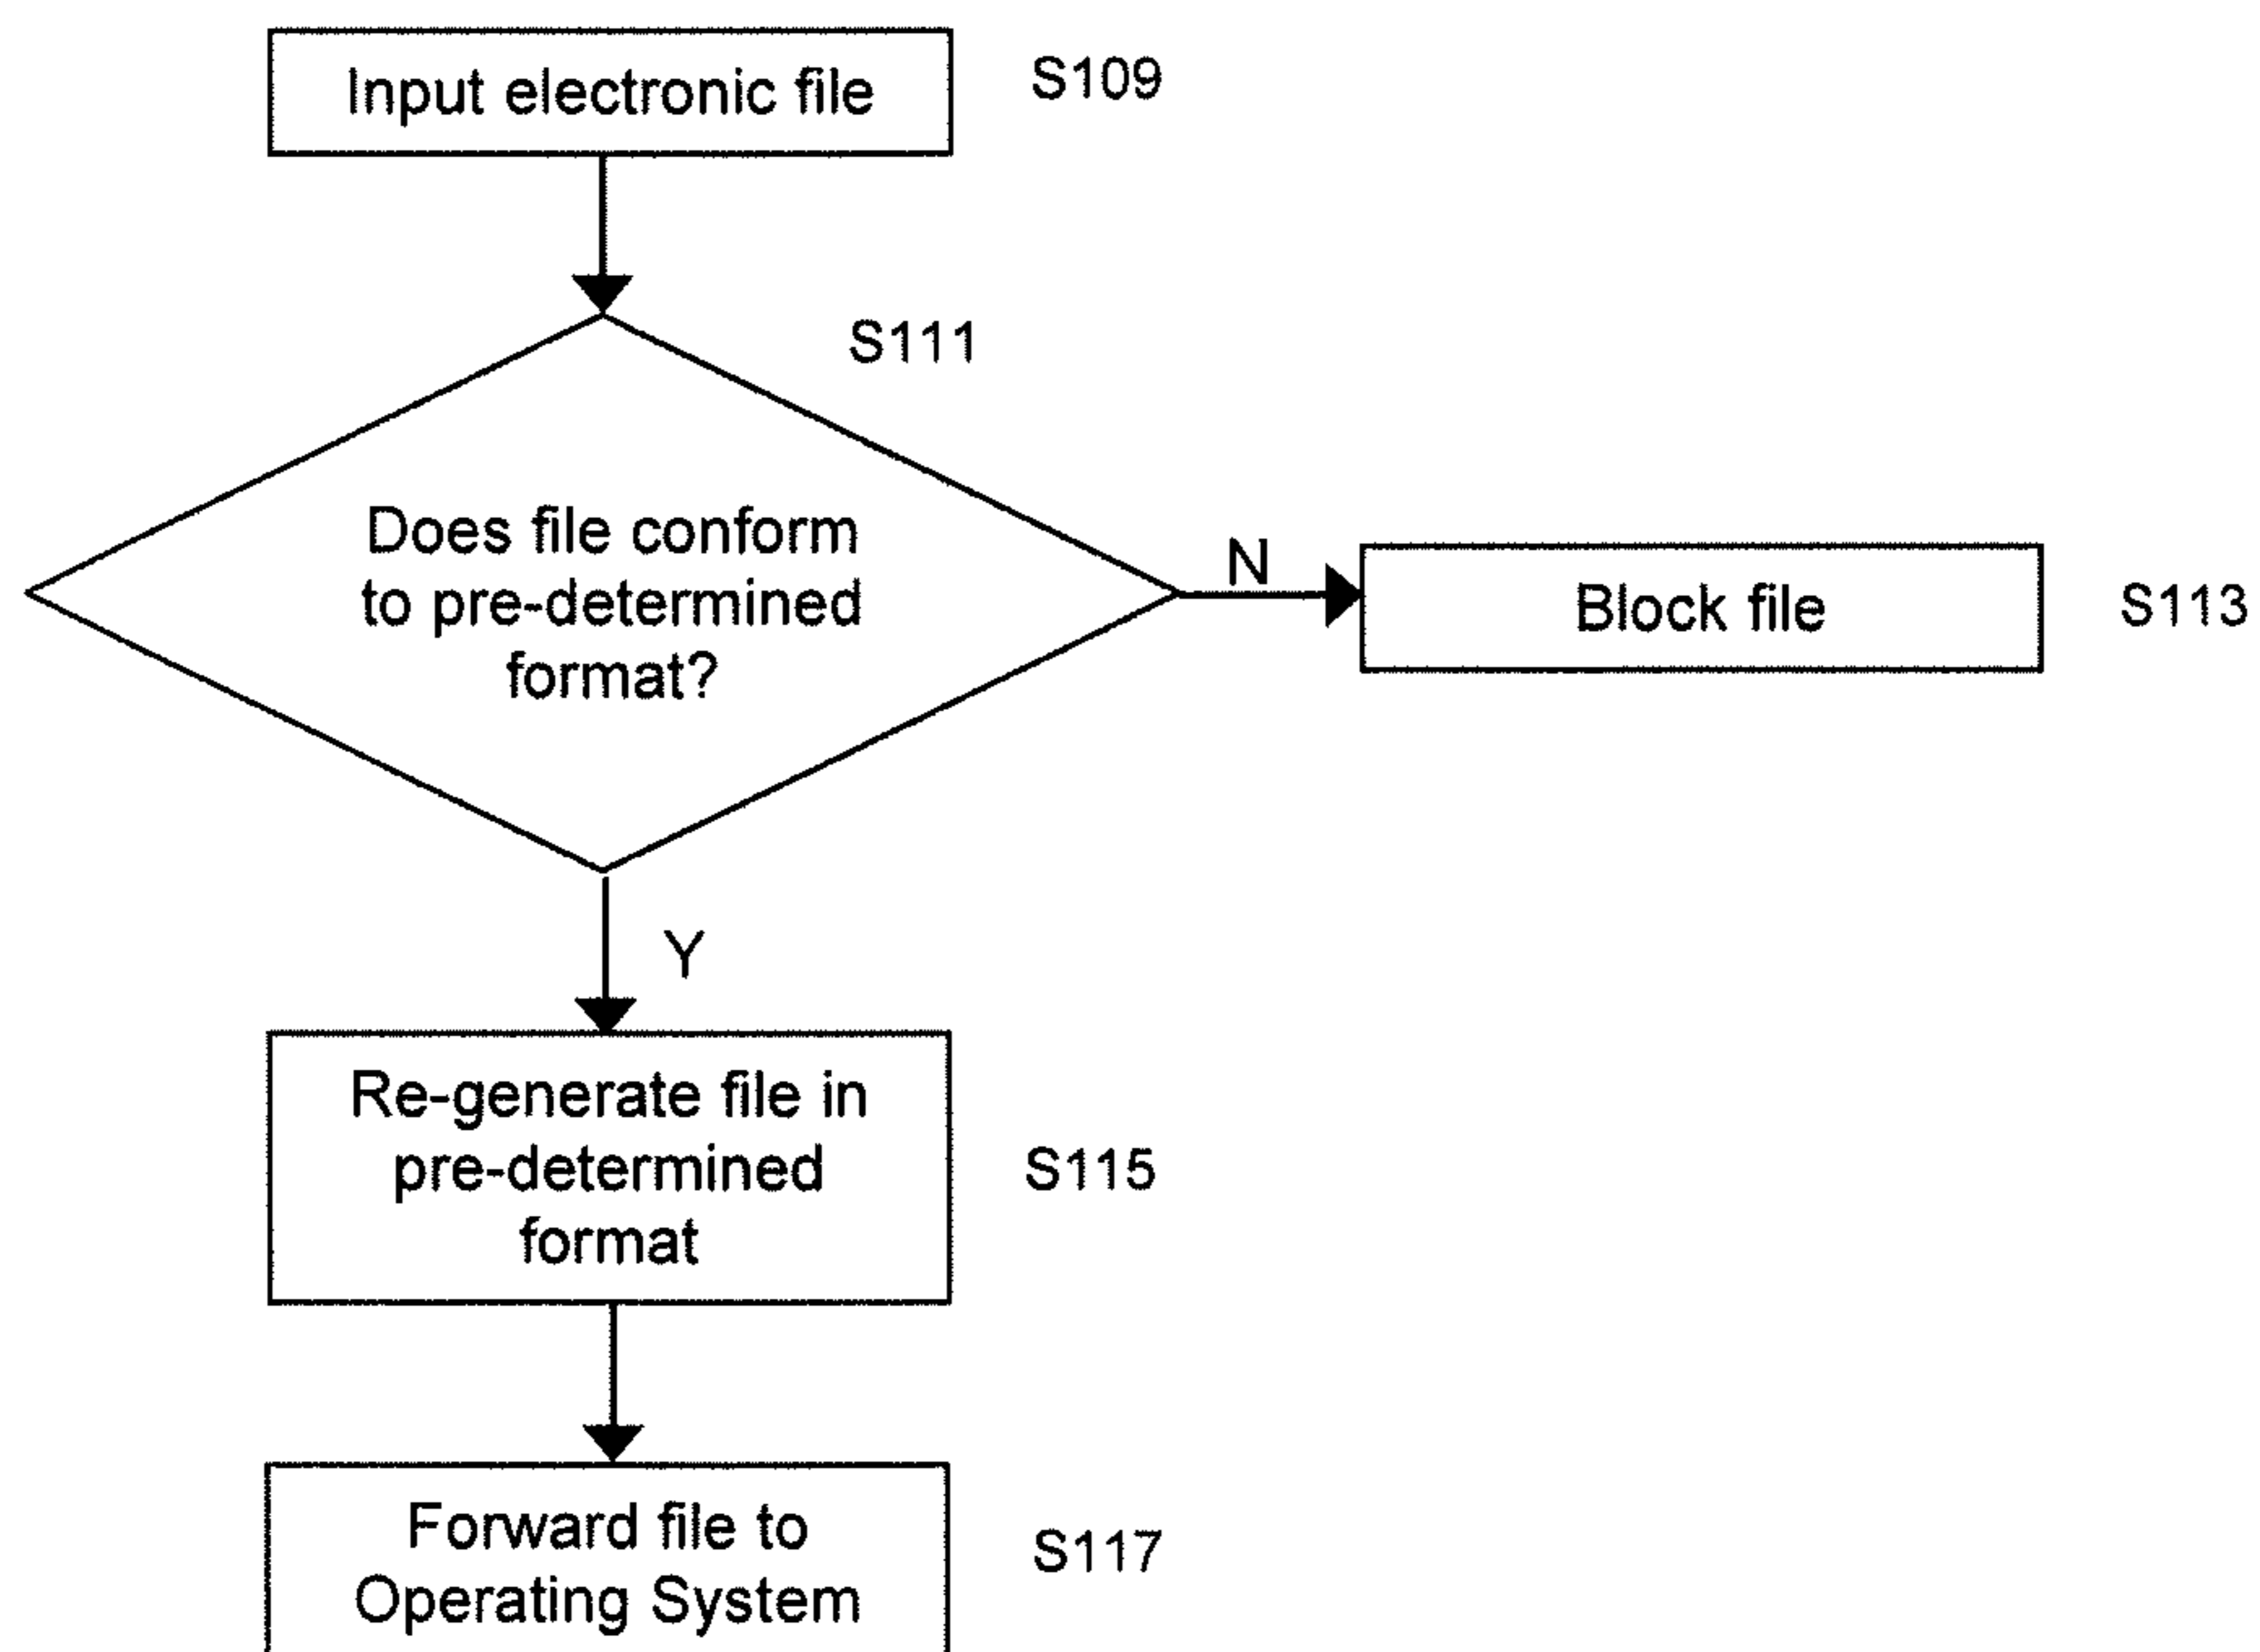 Input electronic file
S109
S111
Does file conform
to pre-determined
format?
N
Block file
S113
Y
Re-generate file in
pre-determined
format
S115
Forward file to
Operating System
S117